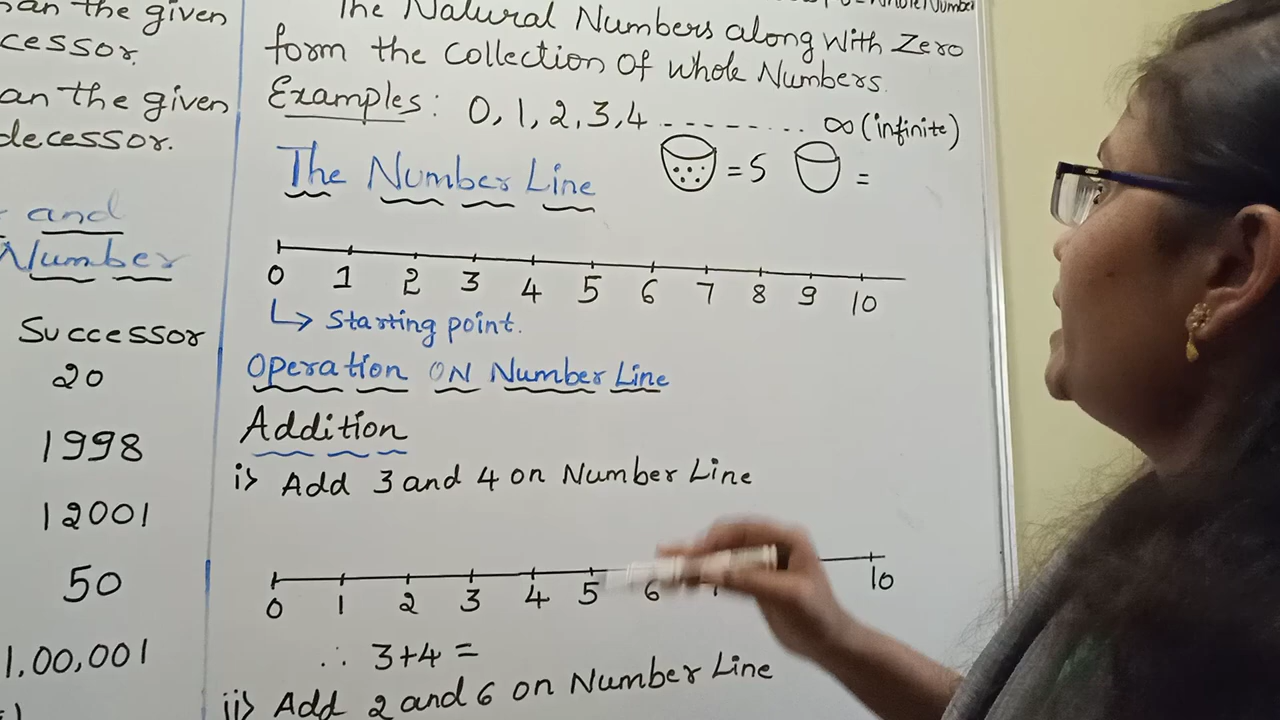 an the given
cessor.
an the given
decessor.
and
Number
Successor
20
1998
12001
50
1,00,001
Whole Number
The Natural Numbers along with Zero
form the Collection Of Whole Numbers.
Examples: 0, 1, 2, 3, 4 --------- ∞ (infinite)
The Number Line = 5 =
0 1 2 3 4 5 6 7 8 9 10
↳ Starting point.
Operation ON Number Line
Addition
i) Add 3 and 4 on Number Line
0 1 2 3 4 5 6 10
∴ 3+4 =
ii) Add 2 and 6 on Number Line